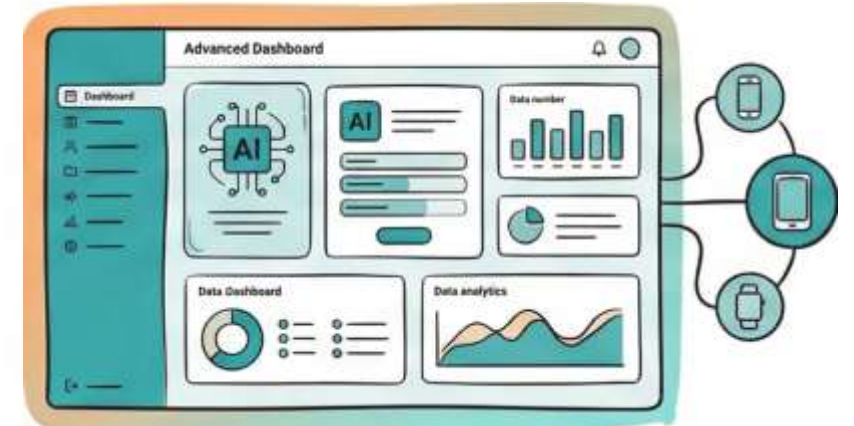 Advanced Dashboard
Dashboard
AI
AI
Data number
Data Dashboard
Data analytics